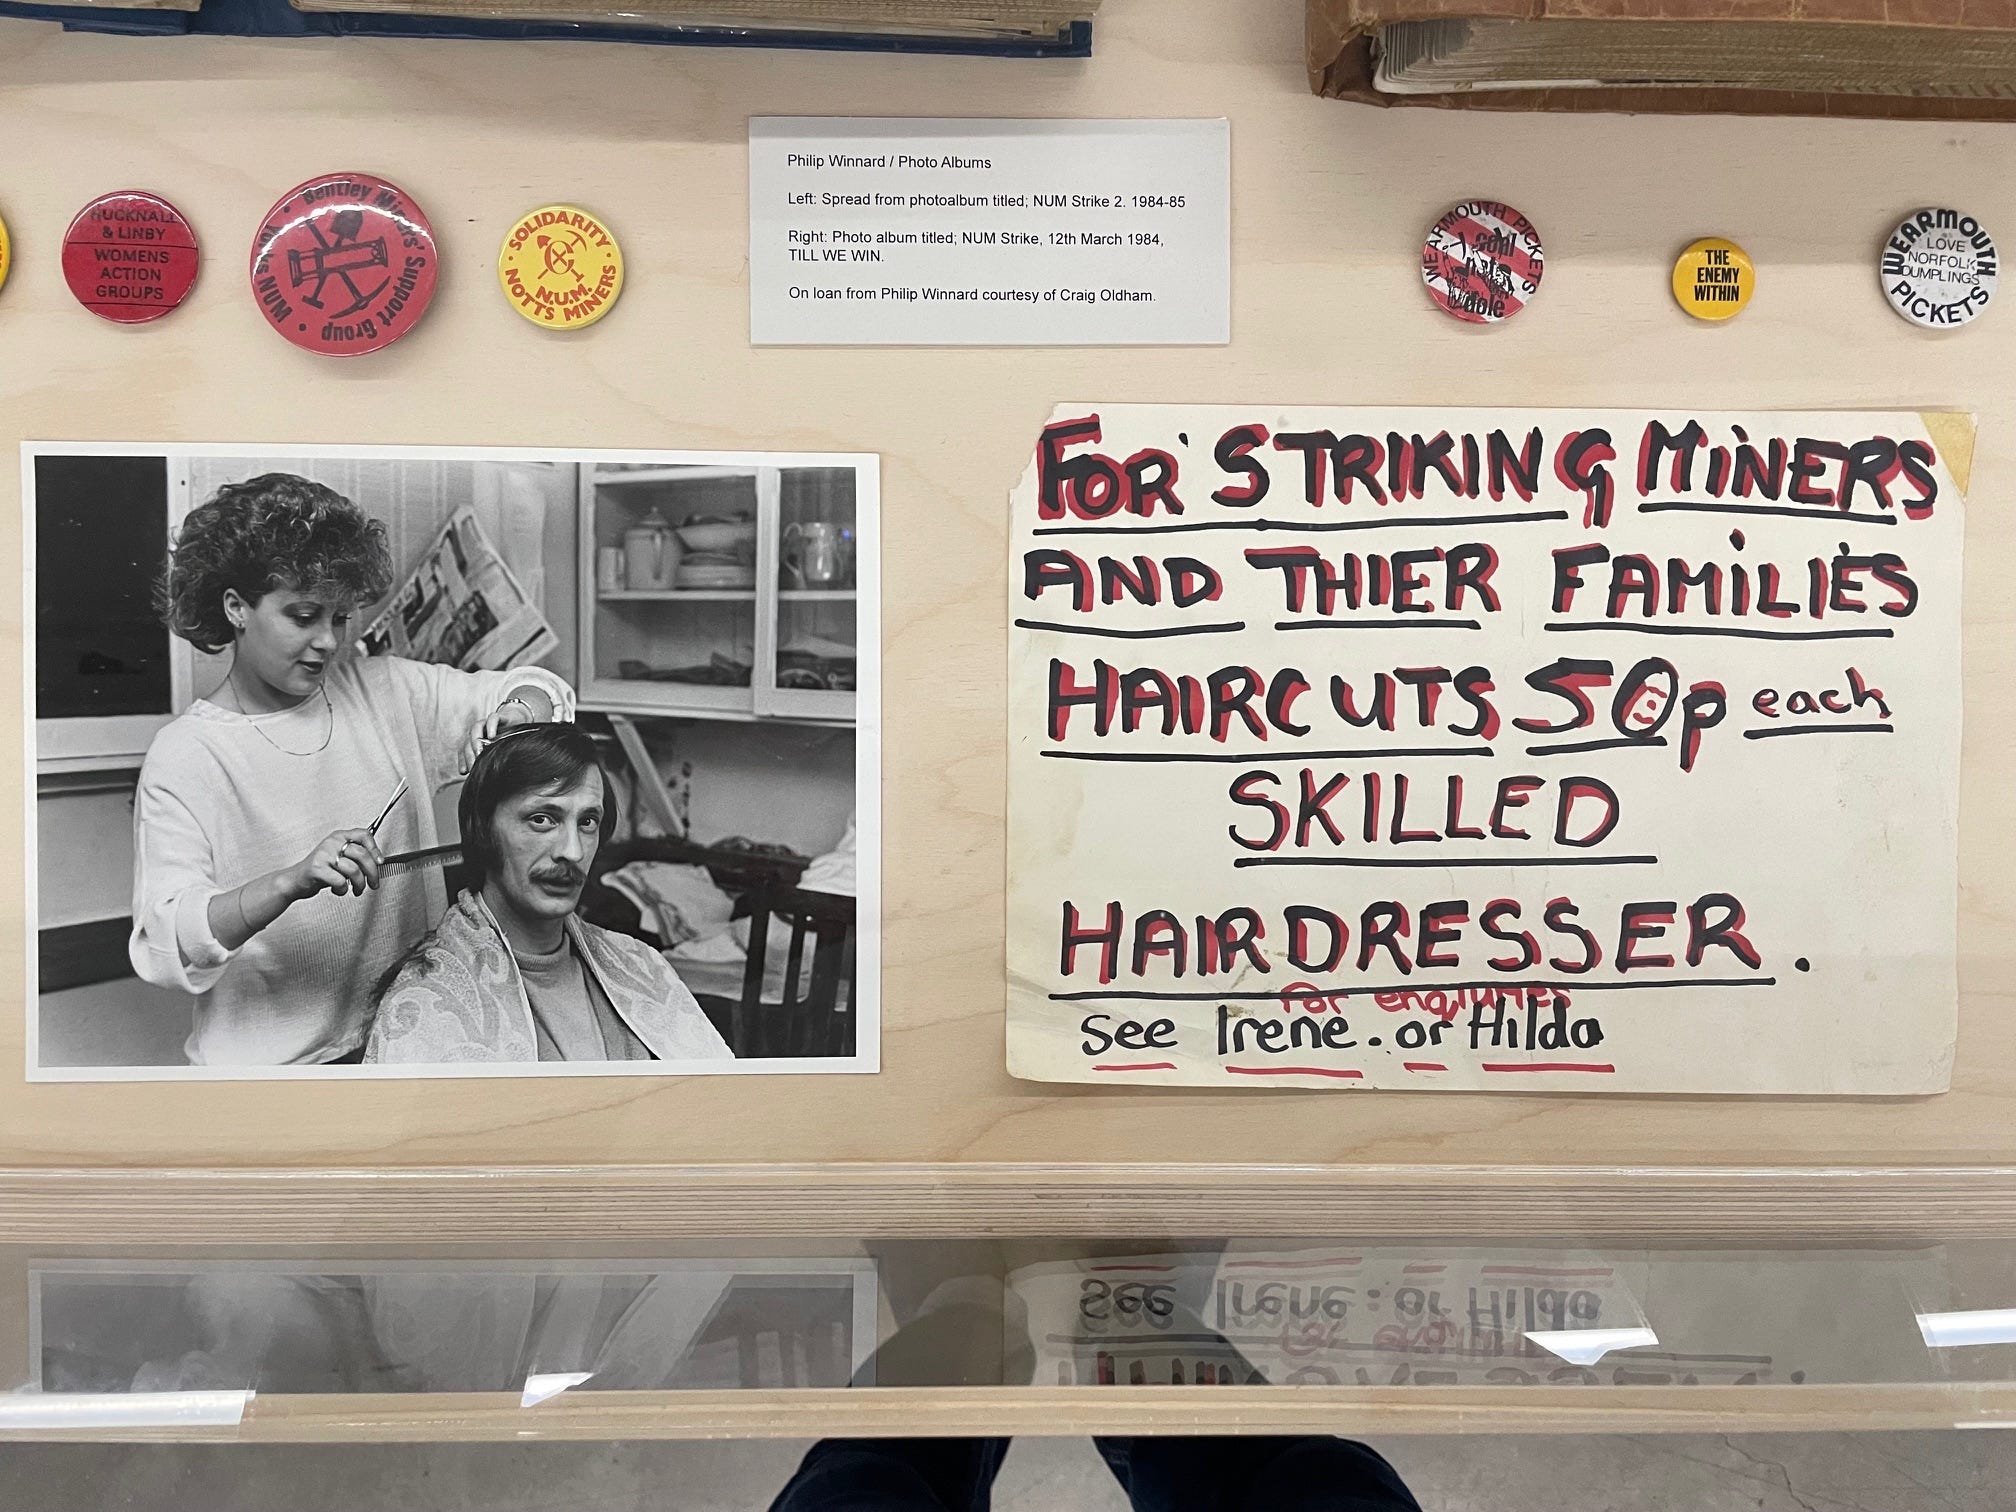 HUCKNALL
& LINBY
WOMENS
ACTION
GROUPS
Bentley Miners' Support Group
• Yorks NUM •
SOLIDARITY
N.U.M.
NOTTS MINERS
Philip Winnard / Photo Albums
Left: Spread from photoalbum titled; NUM Strike 2. 1984-85
Right: Photo album titled; NUM Strike, 12th March 1984,
TILL WE WIN.
On loan from Philip Winnard courtesy of Craig Oldham.
WEARMOUTH PICKETS
coal
not
dole
THE
ENEMY
WITHIN
WEARMOUTH
LOVE
NORFOLK
DUMPLINGS
PICKETS
FOR STRIKING MINERS
AND THIER FAMILIES
HAIRCUTS 50p each
SKILLED
HAIRDRESSER.
for
See Irene. or Hilda